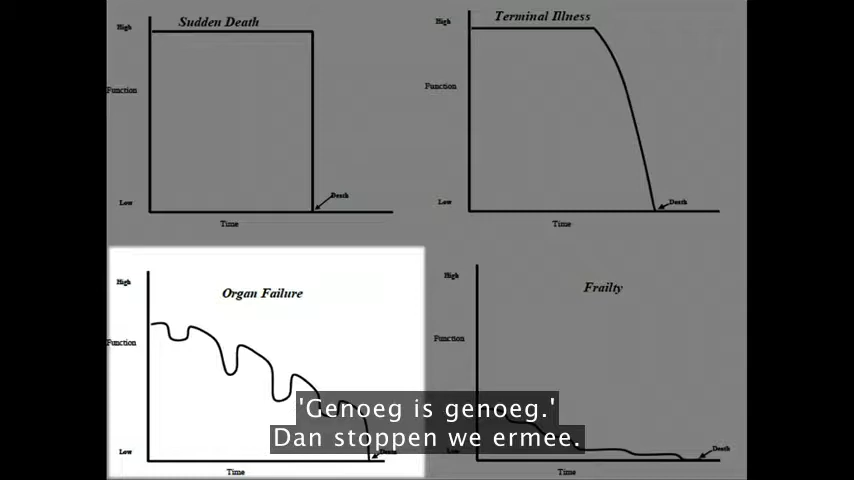 Sudden Death
High
Function
Low
Death
Time
Terminal Illness
High
Function
Low
Death
Time
Organ Failure
High
Function
Low
Death
Time
Frailty
High
Function
Death
Time
'Genoeg is genoeg.'
Dan stoppen we ermee.